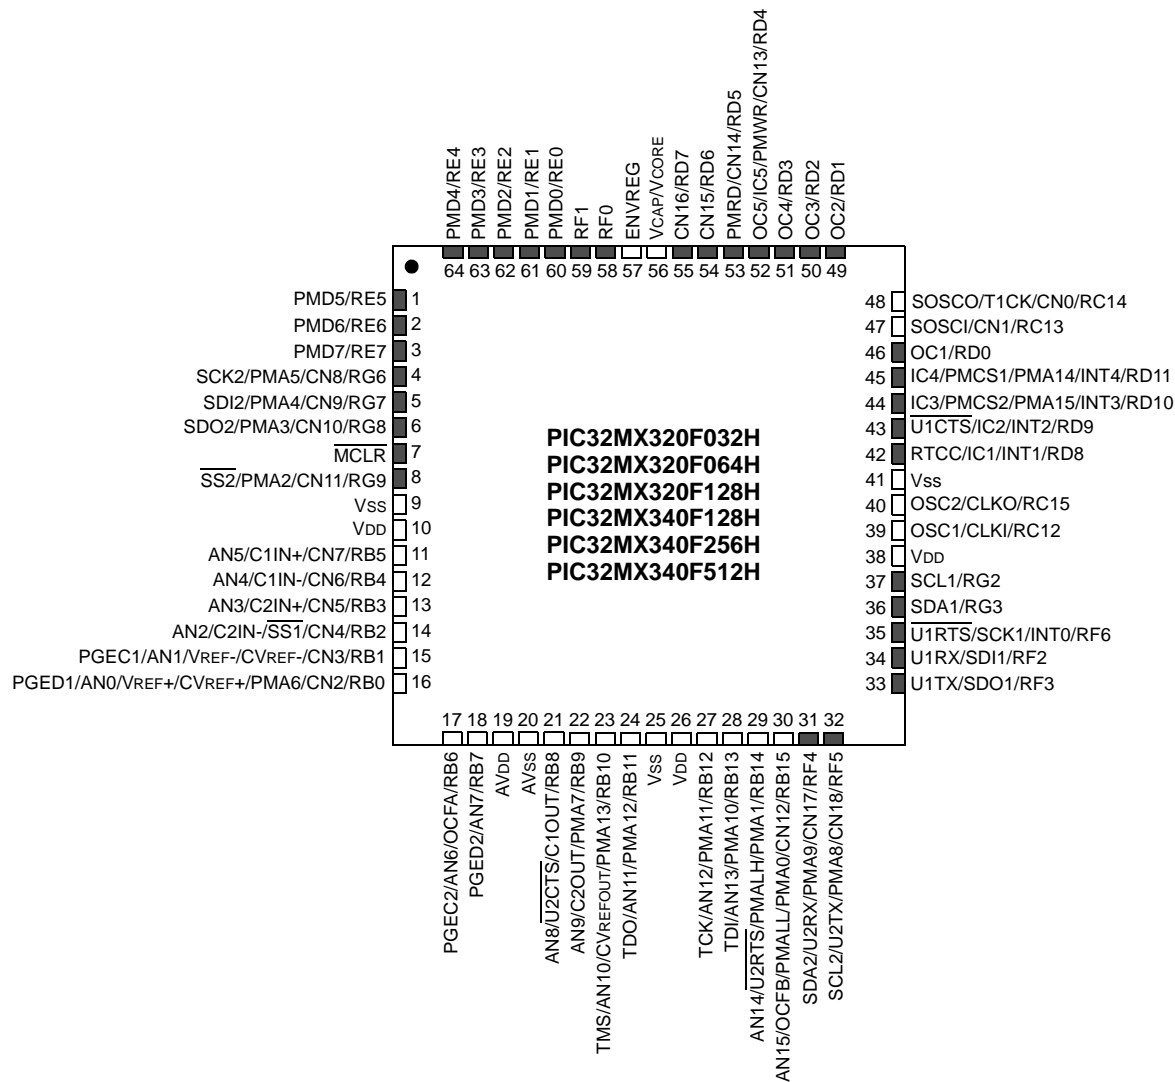 PMD4/RE4
PMD3/RE3
PMD2/RE2
PMD1/RE1
PMD0/RE0
RF1
RF0
ENVREG
VCAP/VCORE
CN16/RD7
CN15/RD6
PMRD/CN14/RD5
OC5/IC5/PMWR/CN13/RD4
OC4/RD3
OC3/RD2
OC2/RD1
64 63 62 61 60 59 58 57 56 55 54 53 52 51 50 49
PMD5/RE5 1
PMD6/RE6 2
PMD7/RE7 3
SCK2/PMA5/CN8/RG6 4
SDI2/PMA4/CN9/RG7 5
SDO2/PMA3/CN10/RG8 6
MCLR 7
SS2/PMA2/CN11/RG9 8
VSS 9
VDD 10
AN5/C1IN+/CN7/RB5 11
AN4/C1IN-/CN6/RB4 12
AN3/C2IN+/CN5/RB3 13
AN2/C2IN-/SS1/CN4/RB2 14
PGEC1/AN1/VREF-/CVREF-/CN3/RB1 15
PGED1/AN0/VREF+/CVREF+/PMA6/CN2/RB0 16
PIC32MX320F032H
PIC32MX320F064H
PIC32MX320F128H
PIC32MX340F128H
PIC32MX340F256H
PIC32MX340F512H
48 SOSCO/T1CK/CN0/RC14
47 SOSCI/CN1/RC13
46 OC1/RD0
45 IC4/PMCS1/PMA14/INT4/RD11
44 IC3/PMCS2/PMA15/INT3/RD10
43 U1CTS/IC2/INT2/RD9
42 RTCC/IC1/INT1/RD8
41 Vss
40 OSC2/CLKO/RC15
39 OSC1/CLKI/RC12
38 VDD
37 SCL1/RG2
36 SDA1/RG3
35 U1RTS/SCK1/INT0/RF6
34 U1RX/SDI1/RF2
33 U1TX/SDO1/RF3
17 18 19 20 21 22 23 24 25 26 27 28 29 30 31 32
PGEC2/AN6/OCFA/RB6
PGED2/AN7/RB7
AVDD
AVSS
AN8/U2CTS/C1OUT/RB8
AN9/C2OUT/PMA7/RB9
TMS/AN10/CVREFOUT/PMA13/RB10
TDO/AN11/PMA12/RB11
VSS
VDD
TCK/AN12/PMA11/RB12
TDI/AN13/PMA10/RB13
AN14/U2RTS/PMALH/PMA1/RB14
AN15/OCFB/PMALL/PMA0/CN12/RB15
SDA2/U2RX/PMA9/CN17/RF4
SCL2/U2TX/PMA8/CN18/RF5